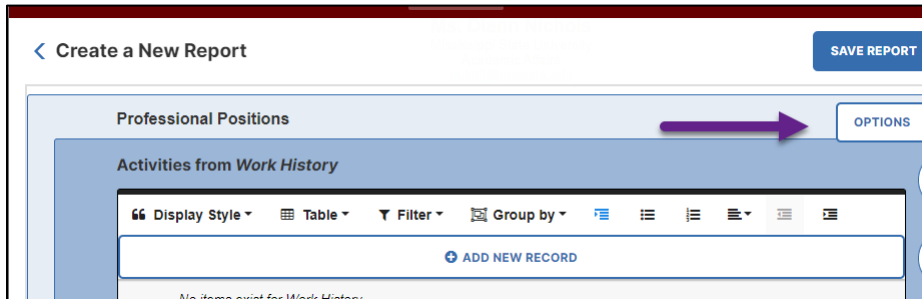 Create a New Report
SAVE REPORT
Professional Positions
OPTIONS
Activities from Work History
Display Style
Table
Filter
Group by
ADD NEW RECORD
No items exist for Work History